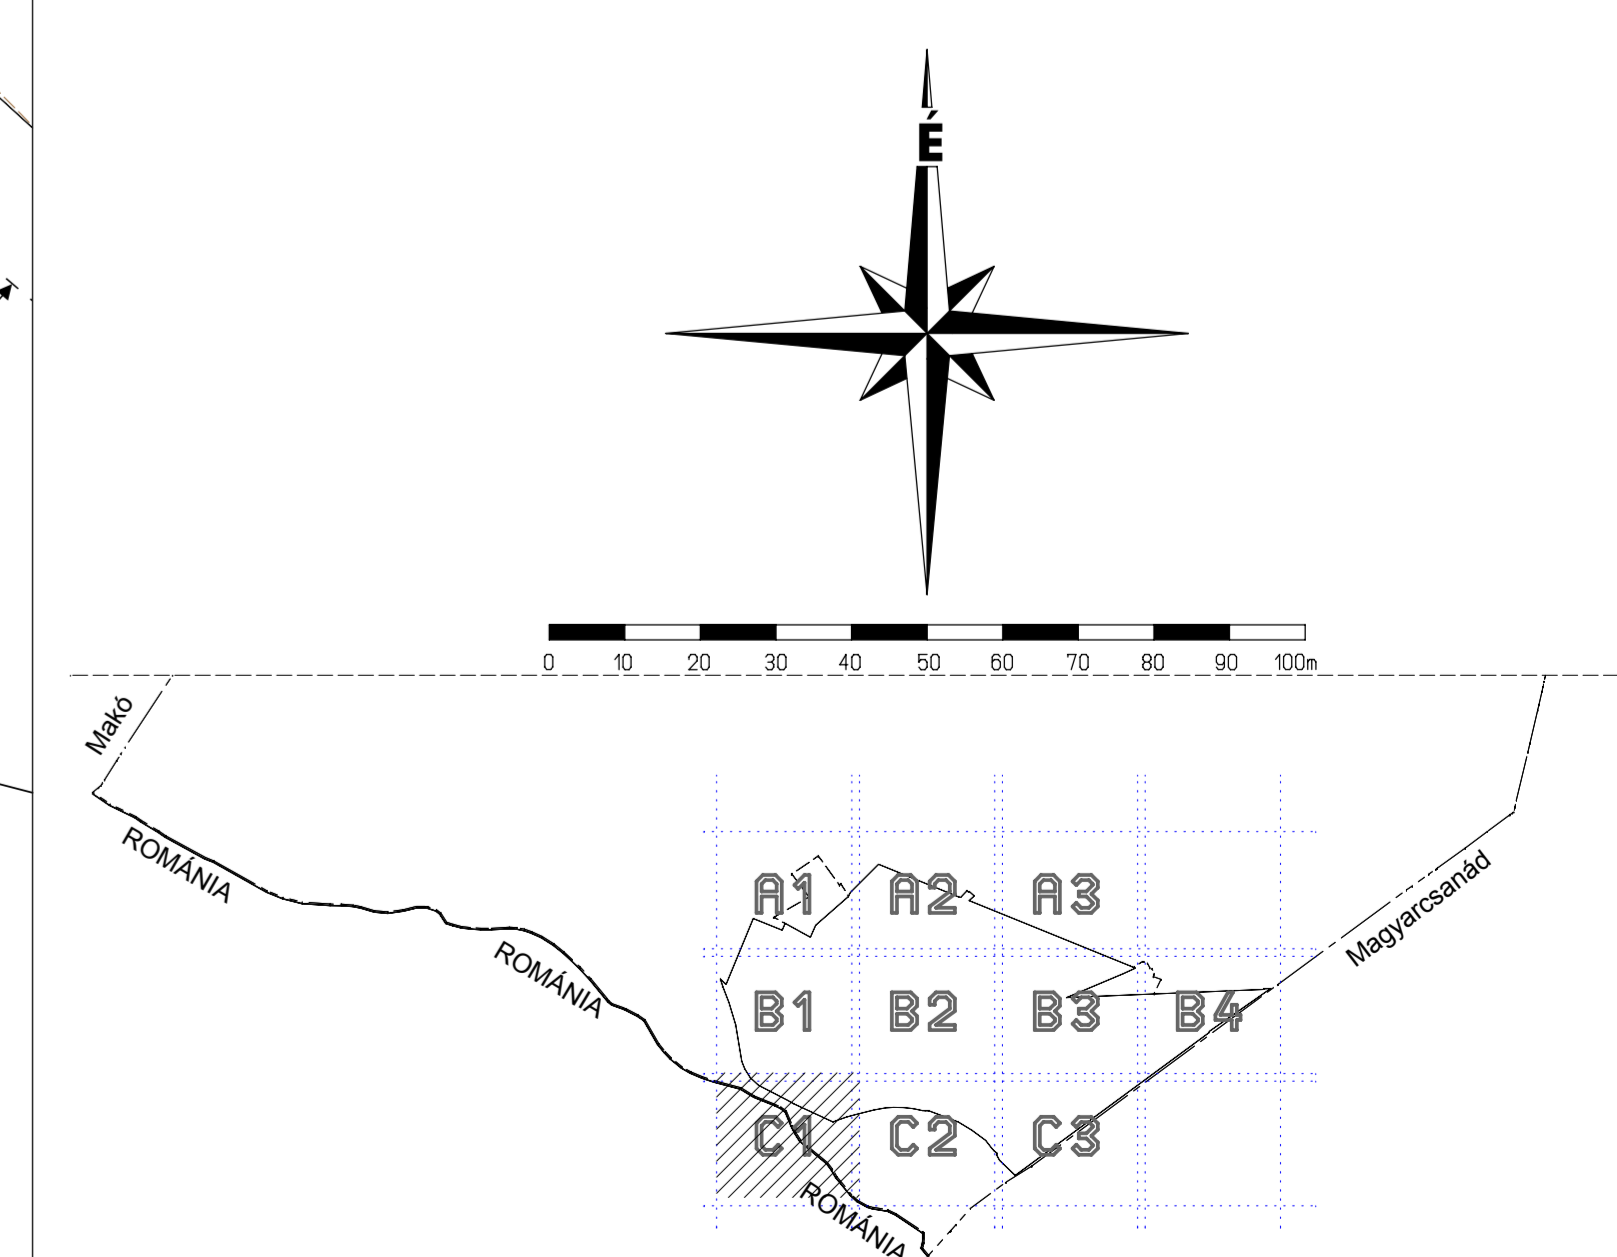 É
0 10 20 30 40 50 60 70 80 90 100m
Makó
ROMÁNIA
ROMÁNIA
Magyarcsanád
A1 A2 A3
B1 B2 B3 B4
C1 C2 C3
ROMÁNIA